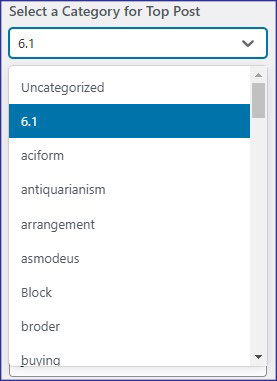 Select a Category for Top Post
6.1
Uncategorized
6.1
aciform
antiquarianism
arrangement
asmodeus
Block
broder
buying